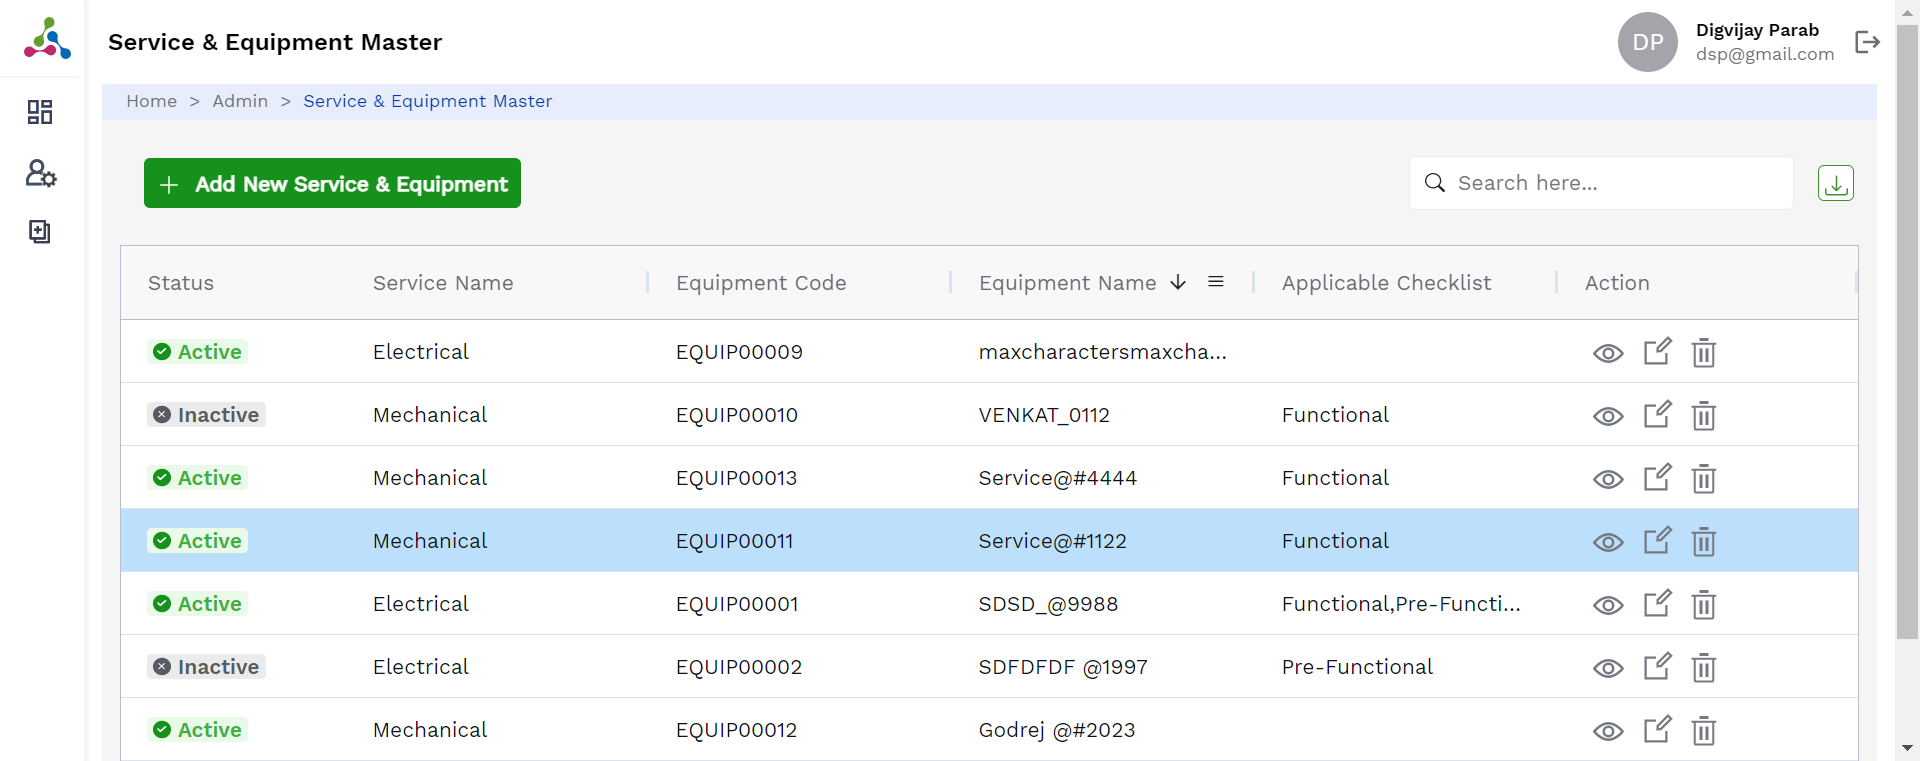 Service & Equipment Master
DP
Digvijay Parab
dsp@gmail.com
Home > Admin > Service & Equipment Master
+ Add New Service & Equipment
Search here...
Status Service Name Equipment Code Equipment Name Applicable Checklist Action
Active Electrical EQUIP00009 maxcharactersmaxcha...
Inactive Mechanical EQUIP00010 VENKAT_0112 Functional
Active Mechanical EQUIP00013 Service@#4444 Functional
Active Mechanical EQUIP00011 Service@#1122 Functional
Active Electrical EQUIP00001 SDSD_@9988 Functional,Pre-Functi...
Inactive Electrical EQUIP00002 SDFDFDF @1997 Pre-Functional
Active Mechanical EQUIP00012 Godrej @#2023